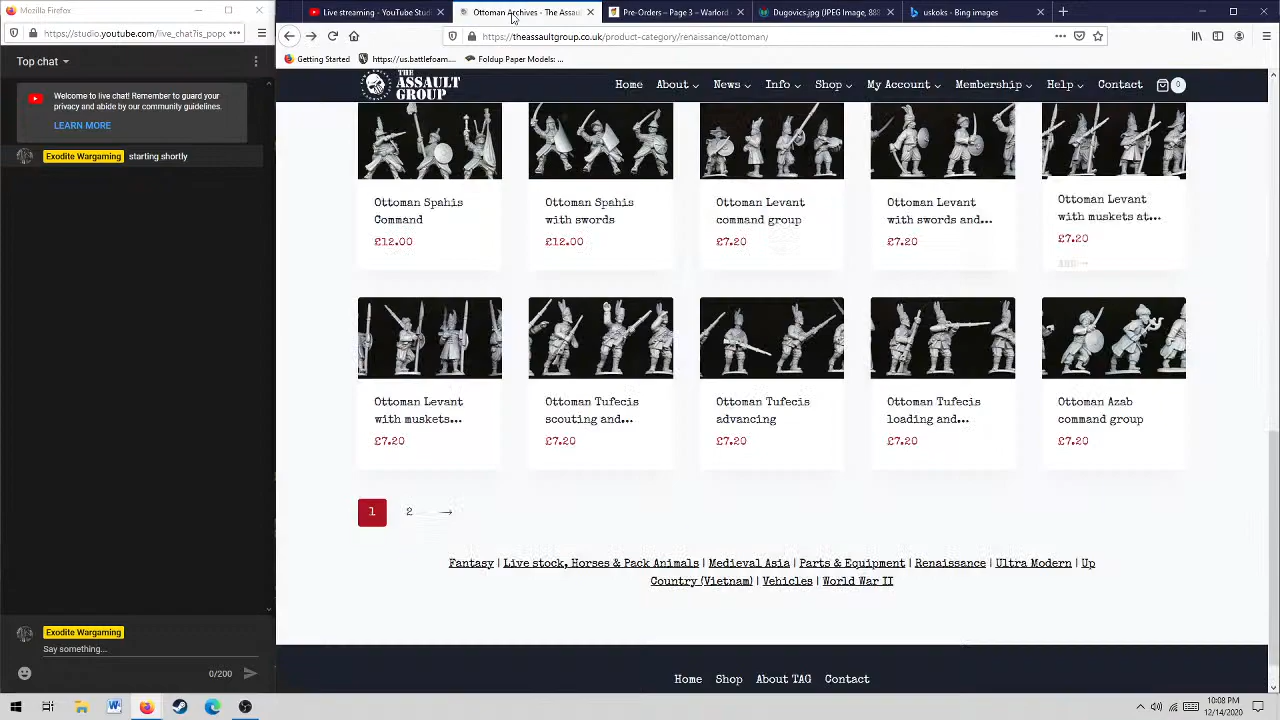 Mozilla Firefox
https://studio.youtube.com/live_chat?is_popc
Top chat
Welcome to live chat! Remember to guard your
privacy and abide by our community guidelines.
LEARN MORE
Exodite Wargaming starting shortly
Exodite Wargaming
Say something...
0/200
Live streaming - YouTube Studi
Ottoman Archives - The Assau
Pre-Orders – Page 3 – Warlord
Dugovics.jpg (JPEG Image, 888
uskoks - Bing images
https://theassaultgroup.co.uk/product-category/renaissance/ottoman/
Getting Started
https://us.battlefoam...
Foldup Paper Models: ...
THE
ASSAULT
GROUP
Home
About
News
Info
Shop
My Account
Membership
Help
Contact
0
Ottoman Spahis
Command
£12.00
Ottoman Spahis
with swords
£12.00
Ottoman Levant
command group
£7.20
Ottoman Levant
with swords and...
£7.20
Ottoman Levant
with muskets at...
£7.20
Ottoman Levant
with muskets...
£7.20
Ottoman Tufecis
scouting and...
£7.20
Ottoman Tufecis
advancing
£7.20
Ottoman Tufecis
loading and...
£7.20
Ottoman Azab
command group
£7.20
1 2 →
Fantasy | Live stock, Horses & Pack Animals | Medieval Asia | Parts & Equipment | Renaissance | Ultra Modern | Up
Country (Vietnam) | Vehicles | World War II
Home
Shop
About TAG
Contact
10:08 PM
12/14/2020